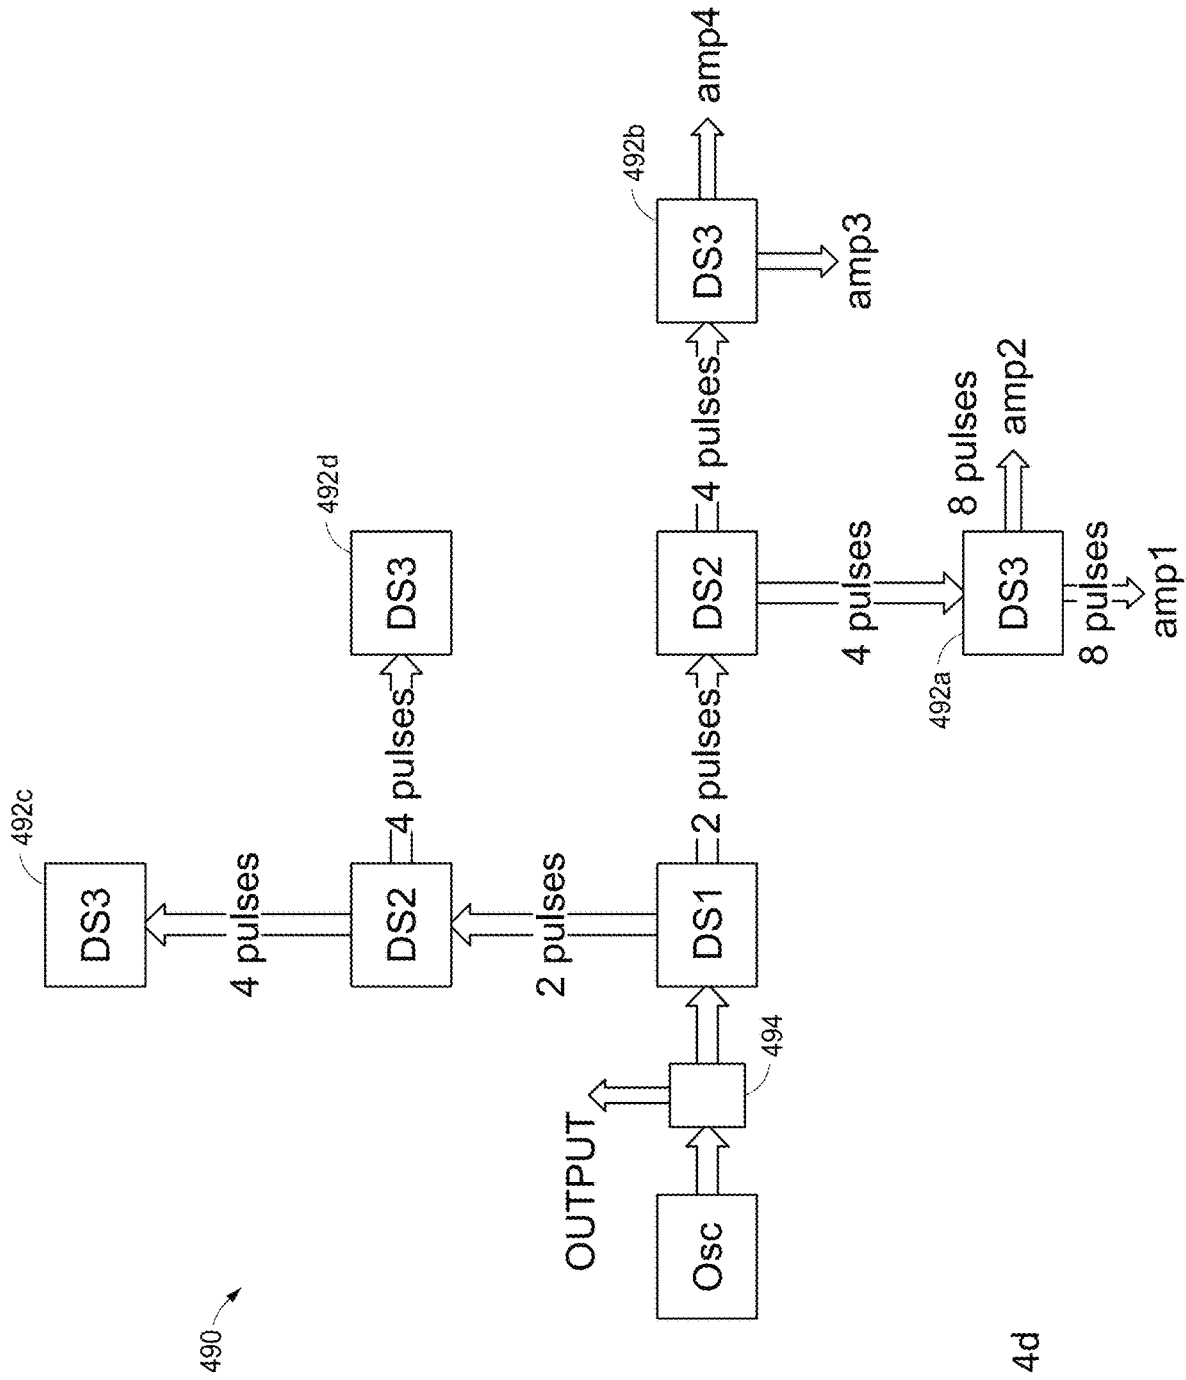 490
Osc
OUTPUT
494
DS1
2 pulses
DS2
4 pulses
DS3
492c
4 pulses
DS3
492d
2 pulses
DS2
4 pulses
DS3
492b
amp4
amp3
4 pulses
DS3
492a
8 pulses
amp2
8 pulses
amp1
4d